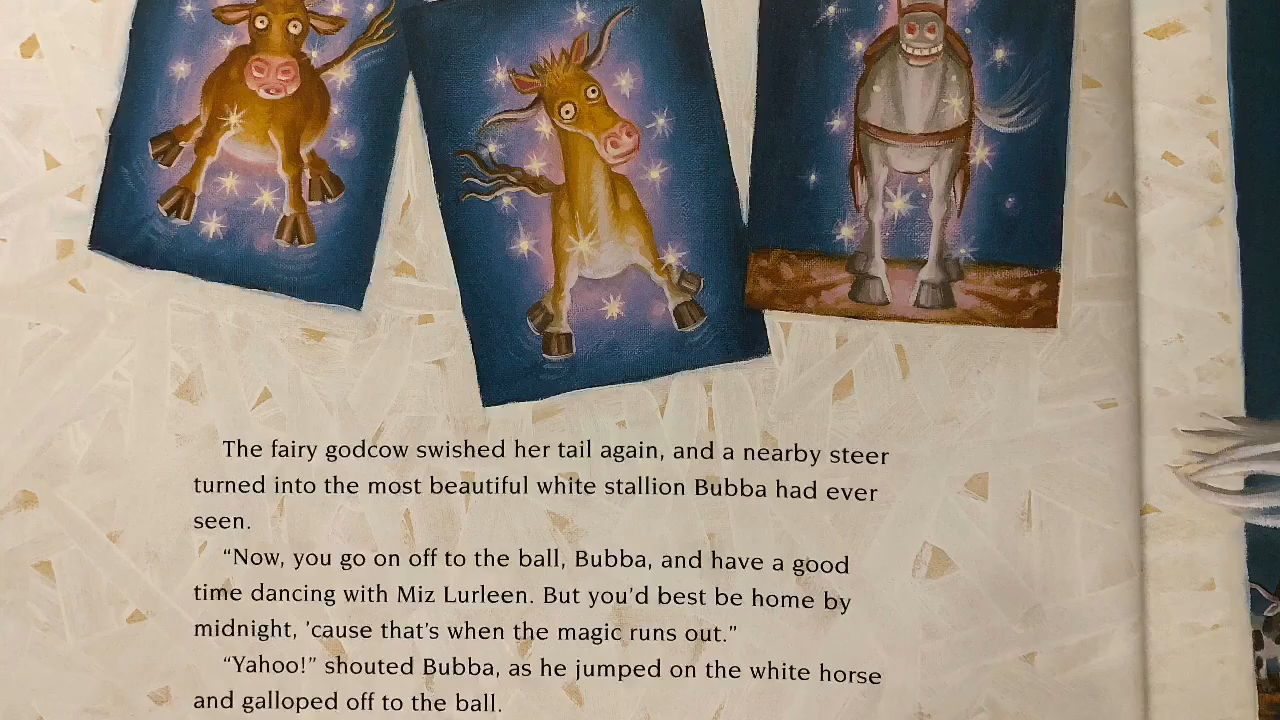 The fairy godcow swished her tail again, and a nearby steer
turned into the most beautiful white stallion Bubba had ever
seen.
“Now, you go on off to the ball, Bubba, and have a good
time dancing with Miz Lurleen. But you’d best be home by
midnight, ’cause that’s when the magic runs out.”
“Yahoo!” shouted Bubba, as he jumped on the white horse
and galloped off to the ball.